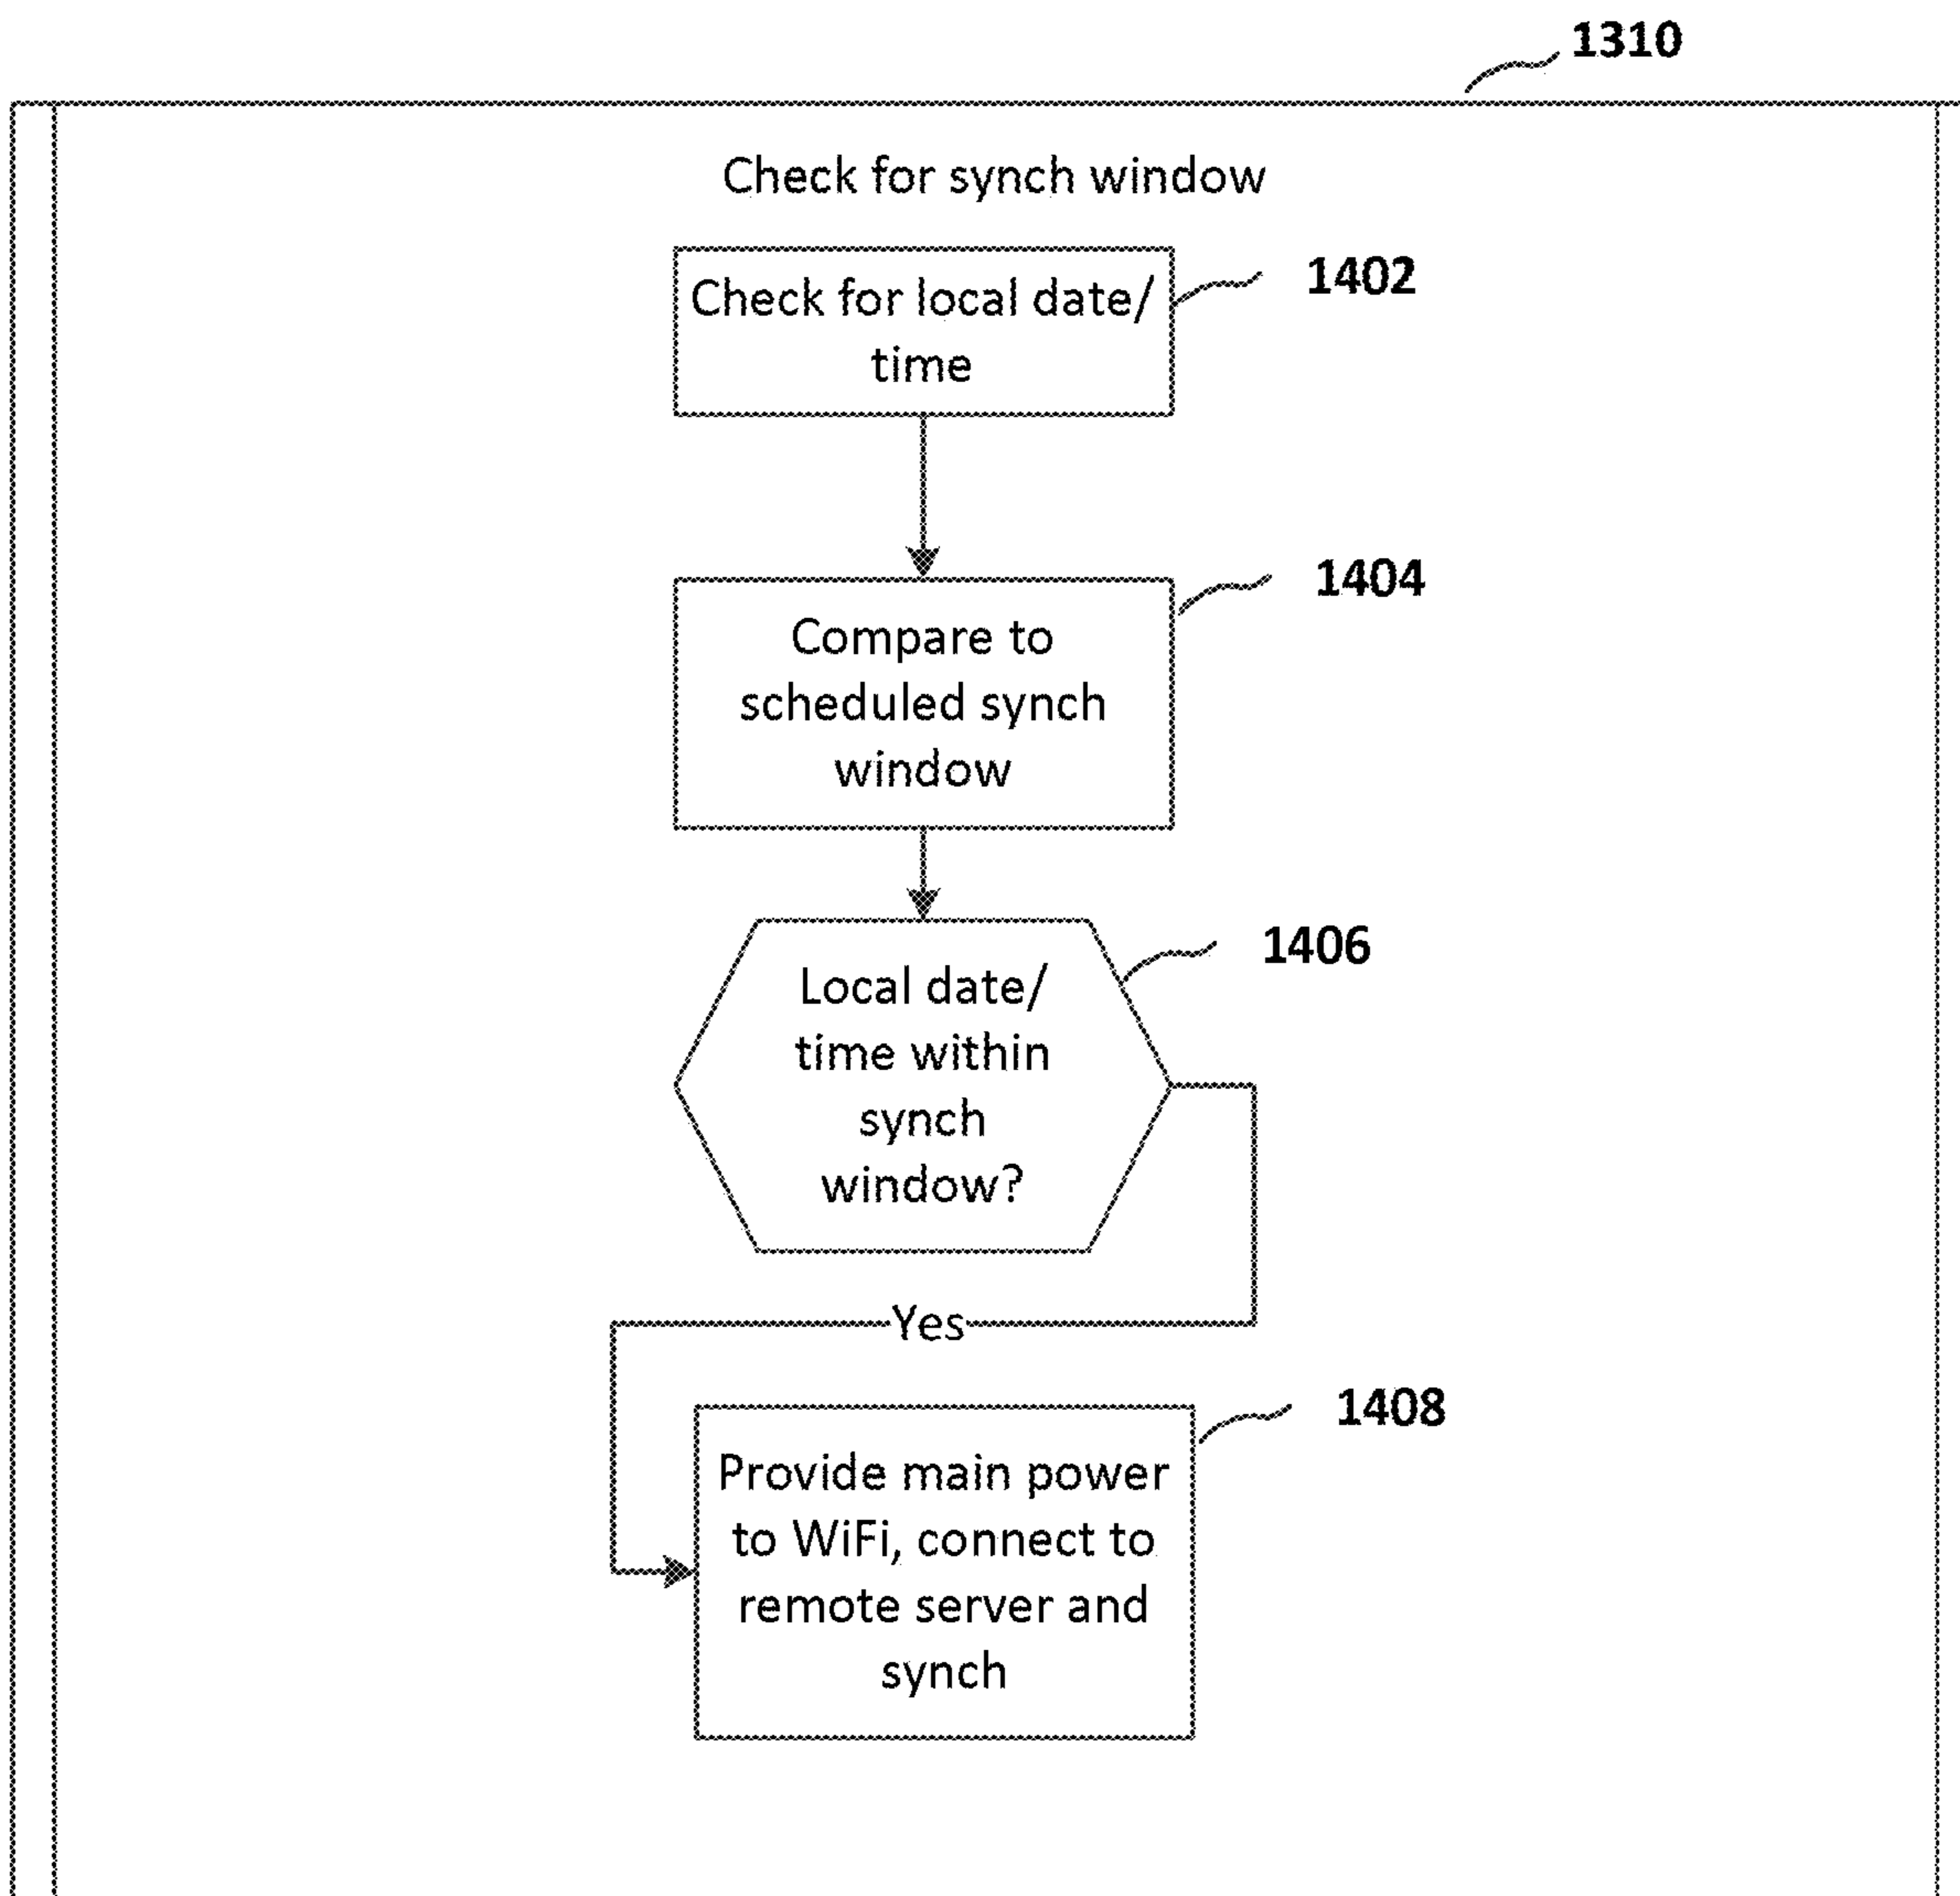 1310
Check for synch window
Check for local date/
time
1402
Compare to
scheduled synch
window
1404
Local date/
time within
synch
window?
1406
Yes
Provide main power
to WiFi, connect to
remote server and
synch
1408